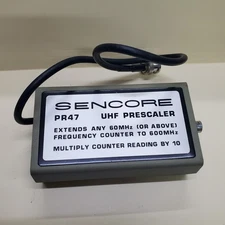 SENCORE
PR47 UHF PRESCALER
EXTENDS ANY 60MHz (OR ABOVE)
FREQUENCY COUNTER TO 600MHz
MULTIPLY COUNTER READING BY 10